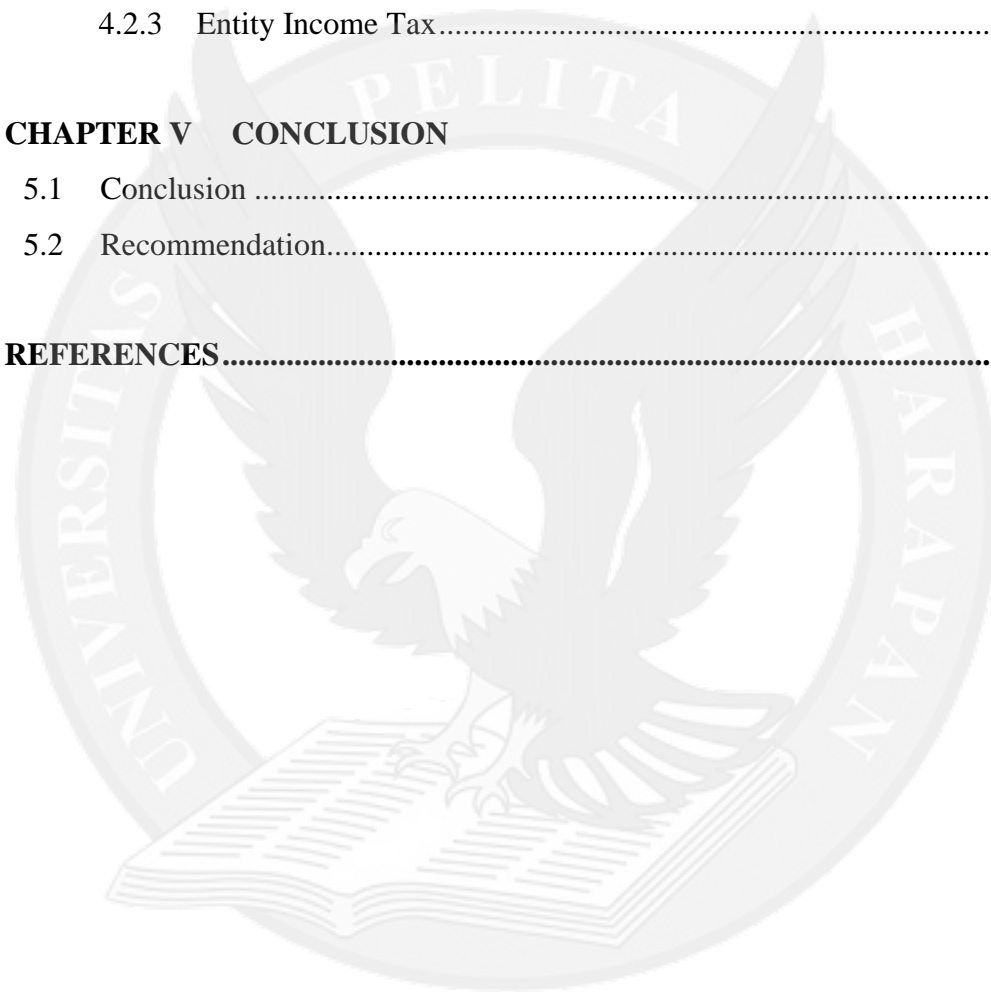 4.2.3 Entity Income Tax..........................................................................
CHAPTER V CONCLUSION
5.1 Conclusion ................................................................................................
5.2 Recommendation.......................................................................................
REFERENCES....................................................................................................
UNIVERSITAS PELITA HARAPAN